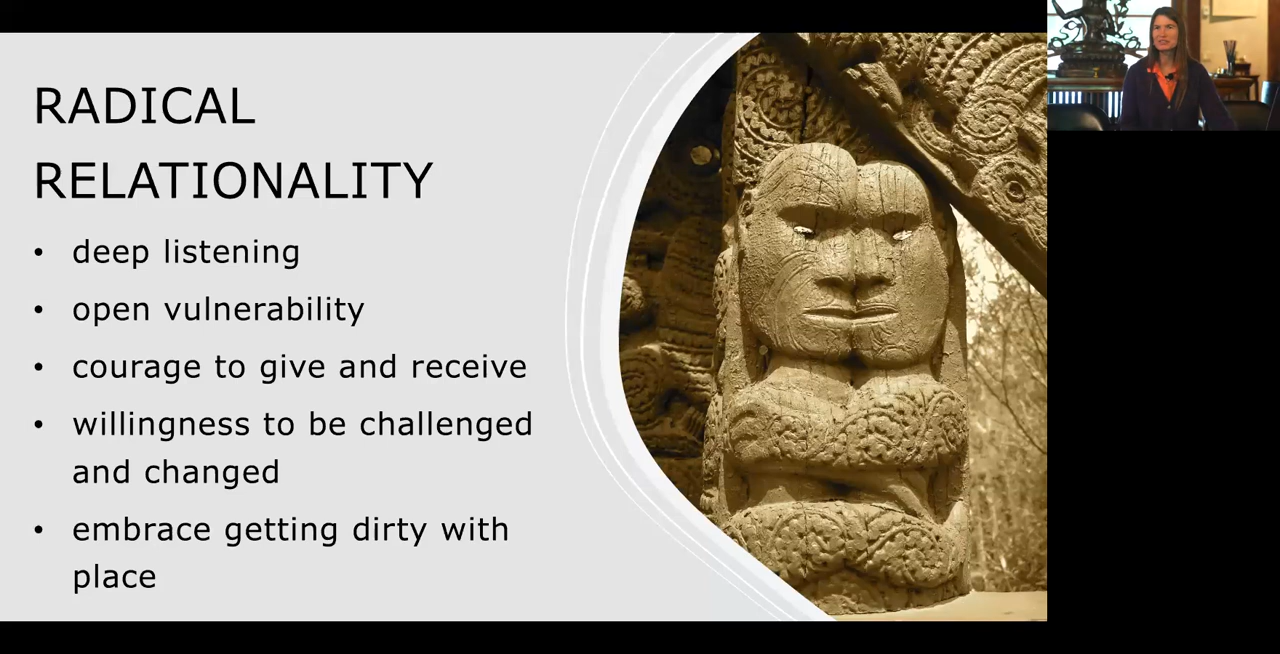 RADICAL
RELATIONALITY
• deep listening
• open vulnerability
• courage to give and receive
• willingness to be challenged
and changed
• embrace getting dirty with
place